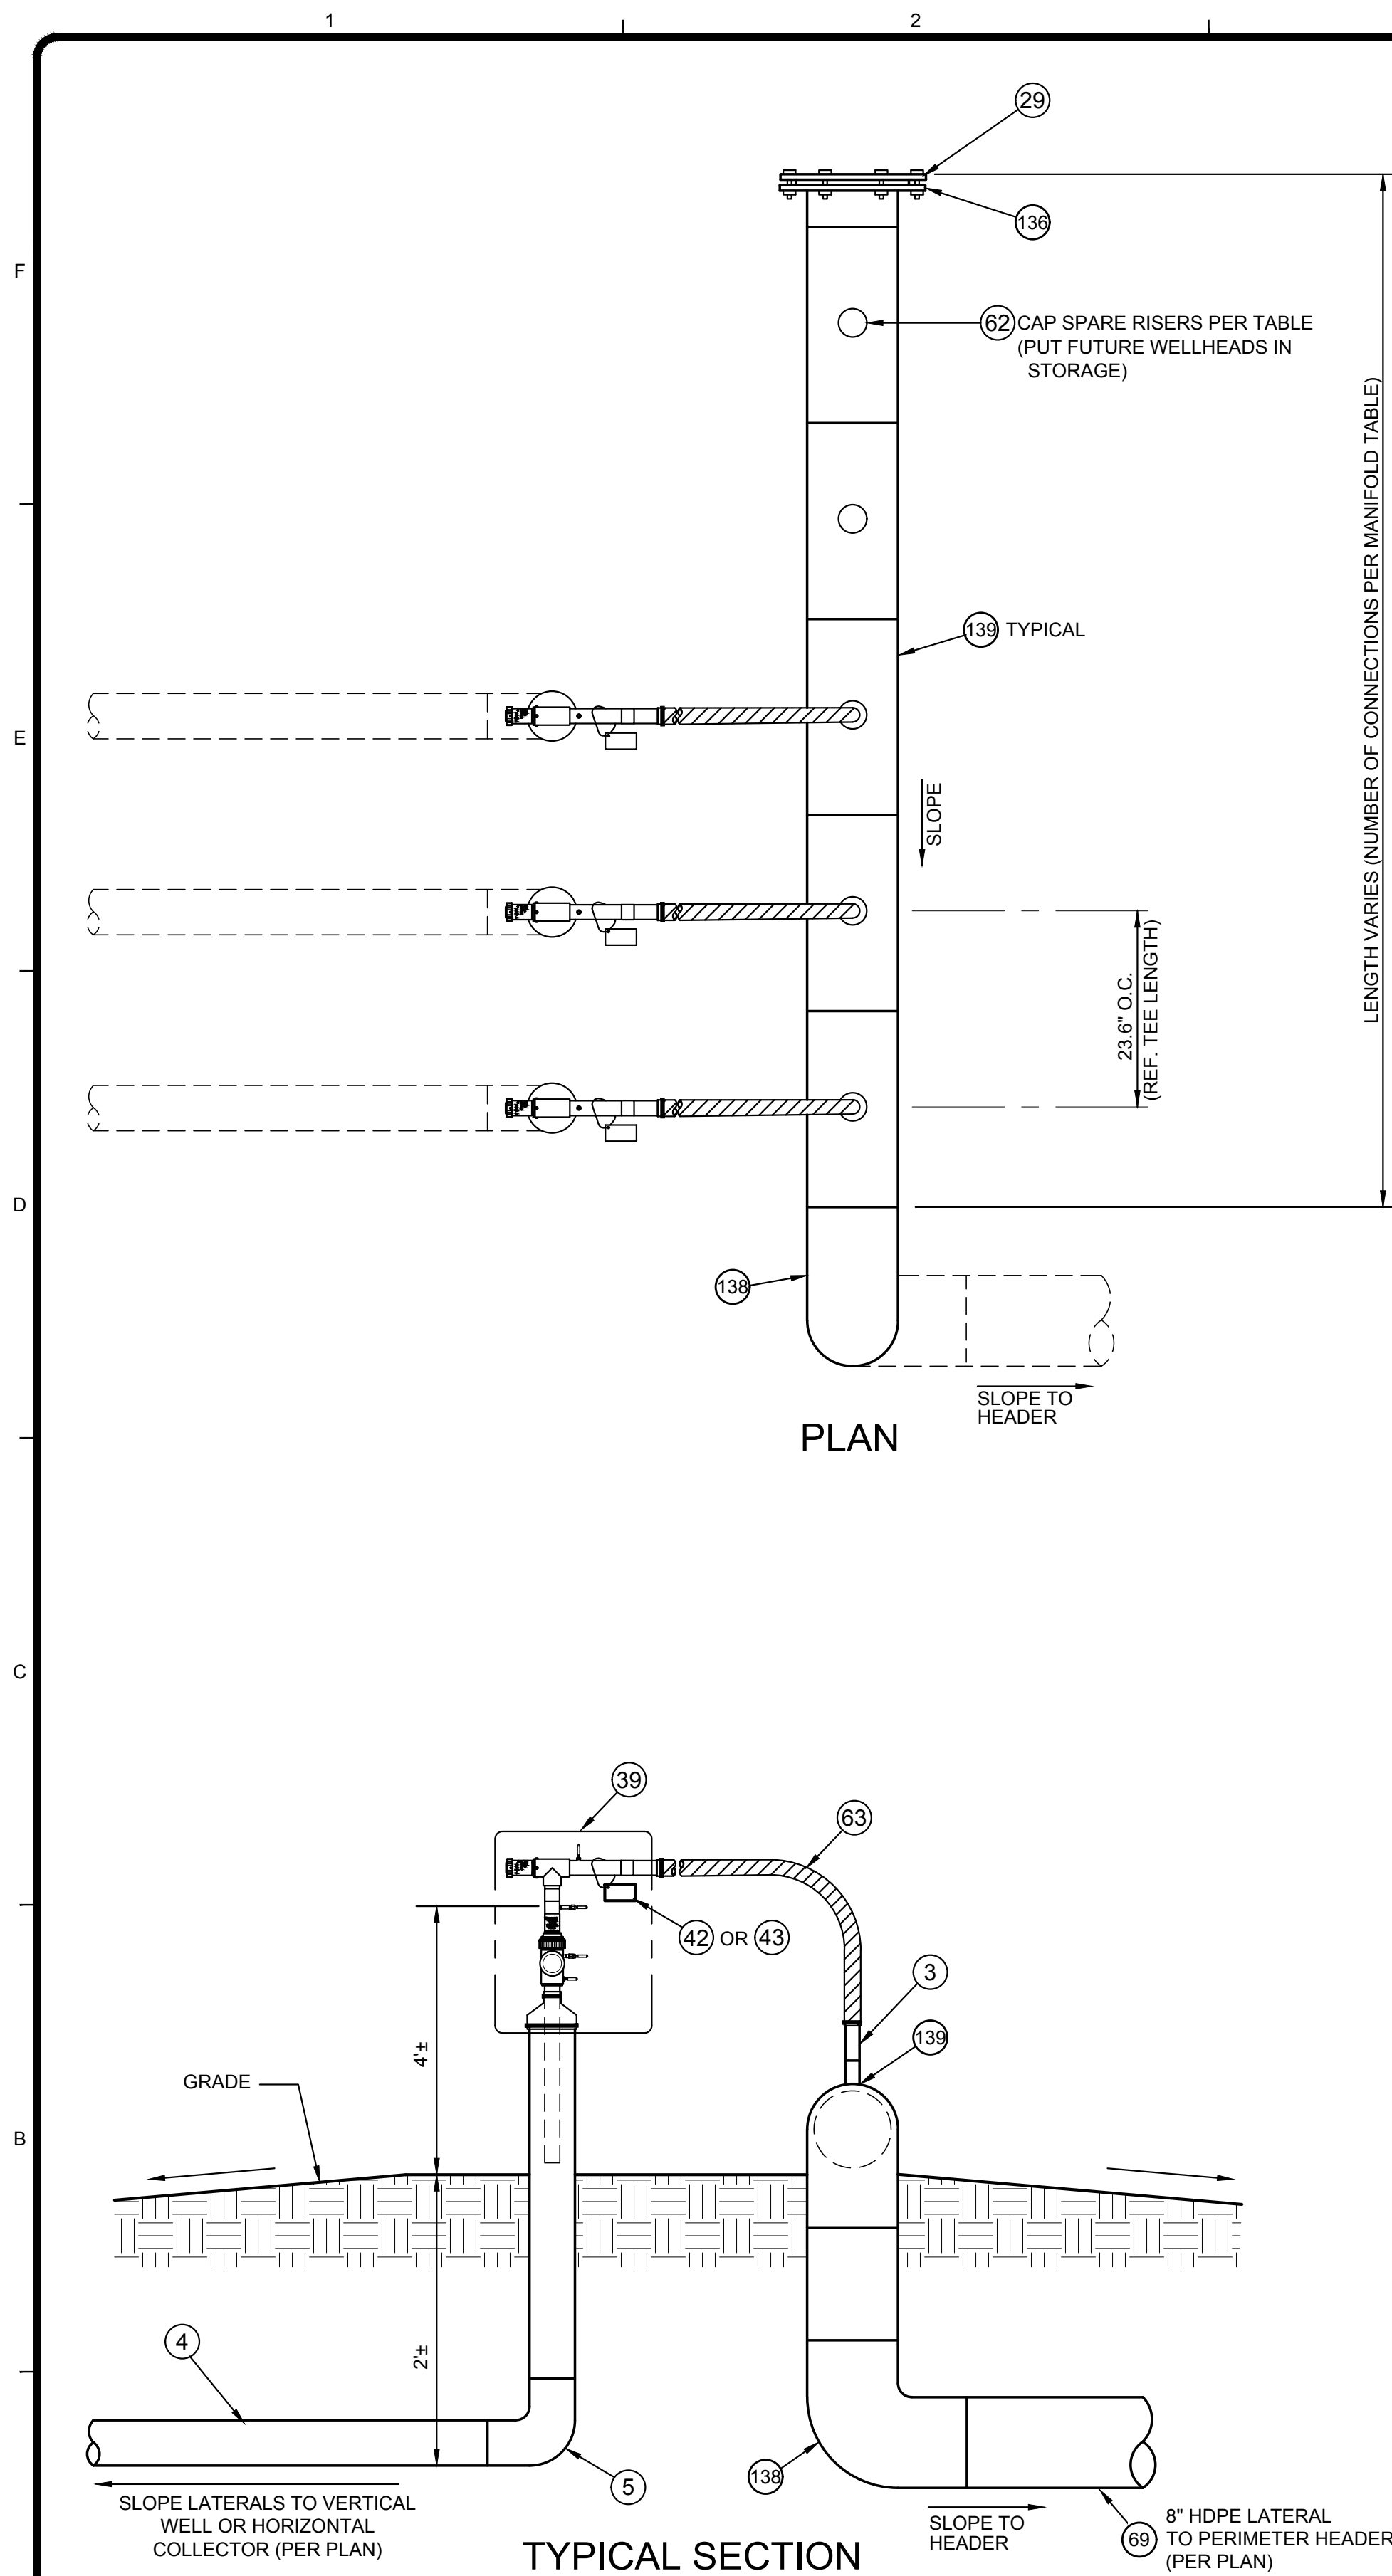 1
2
29
136
F
62 CAP SPARE RISERS PER TABLE
(PUT FUTURE WELLHEADS IN
STORAGE)
LENGTH VARIES (NUMBER OF CONNECTIONS PER MANIFOLD TABLE)
139 TYPICAL
E
SLOPE
23.6" O.C.
(REF. TEE LENGTH)
D
138
SLOPE TO
HEADER
PLAN
C
39
63
42 OR 43
3
139
4'±
GRADE
B
2'±
4
5
138
SLOPE LATERALS TO VERTICAL
WELL OR HORIZONTAL
COLLECTOR (PER PLAN)
SLOPE TO
HEADER
8" HDPE LATERAL
69 TO PERIMETER HEADER
(PER PLAN)
TYPICAL SECTION